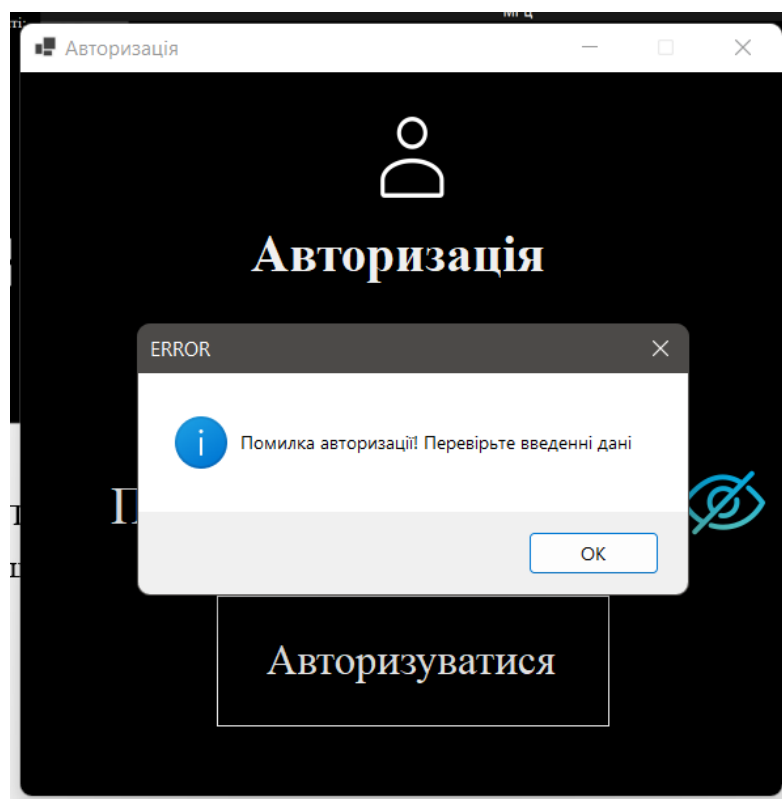 Авторизація
Авторизація
ERROR
Помилка авторизації! Перевірьте введенні дані
OK
Авторизуватися